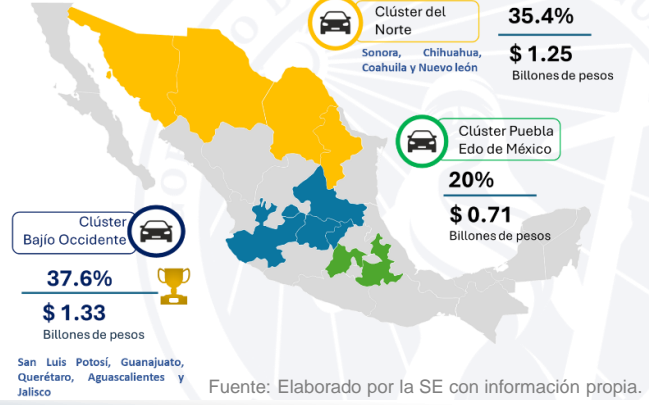 Clúster del
Norte
35.4%
Sonora, Chihuahua,
Coahuila y Nuevo león
$ 1.25
Billones de pesos
Clúster Puebla
Edo de México
20%
$ 0.71
Billones de pesos
Clúster
Bajío Occidente
37.6%
$ 1.33
Billones de pesos
San Luis Potosí, Guanajuato,
Querétaro, Aguascalientes y
Jalisco
Fuente: Elaborado por la SE con información propia.